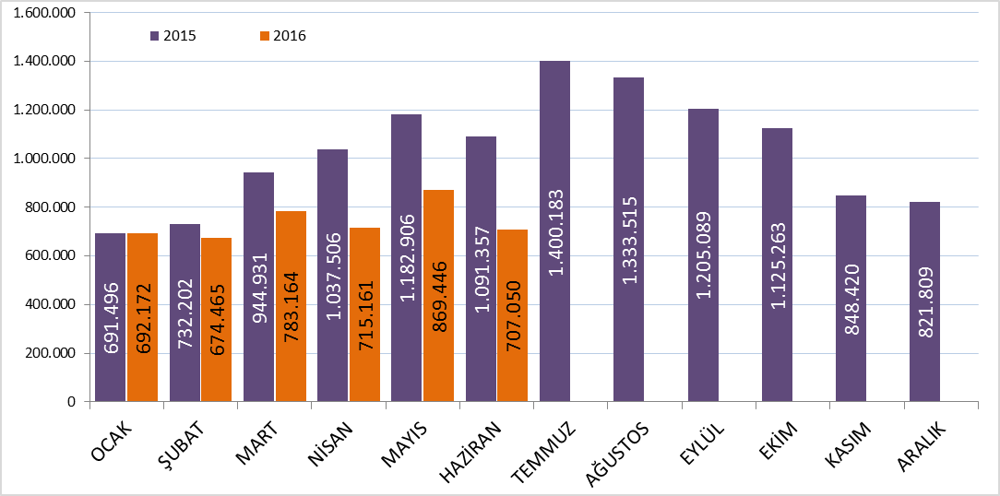 1.600.000
1.400.000
1.200.000
1.000.000
800.000
600.000
400.000
200.000
0
2015
2016
691.496
692.172
732.202
674.465
944.931
783.164
1.037.506
715.161
1.182.906
869.446
1.091.357
707.050
1.400.183
1.333.515
1.205.089
1.125.263
848.420
821.809
OCAK
ŞUBAT
MART
NİSAN
MAYIS
HAZİRAN
TEMMUZ
AĞUSTOS
EYLÜL
EKİM
KASIM
ARALIK